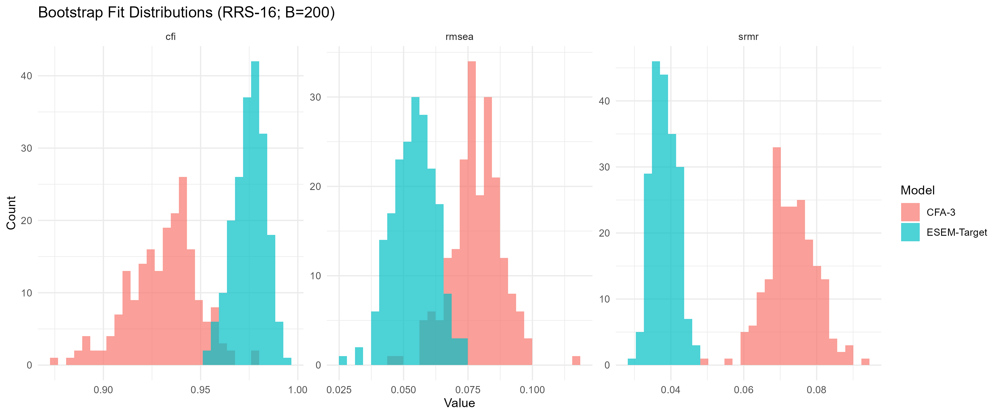 Bootstrap Fit Distributions (RRS-16; B=200)
cfi
rmsea
srmr
Count
40
30
20
10
0
30
20
10
0
40
30
20
10
0
0.90 0.95 1.00
0.025 0.050 0.075 0.100
0.04 0.06 0.08
Value
Model
CFA-3
ESEM-Target